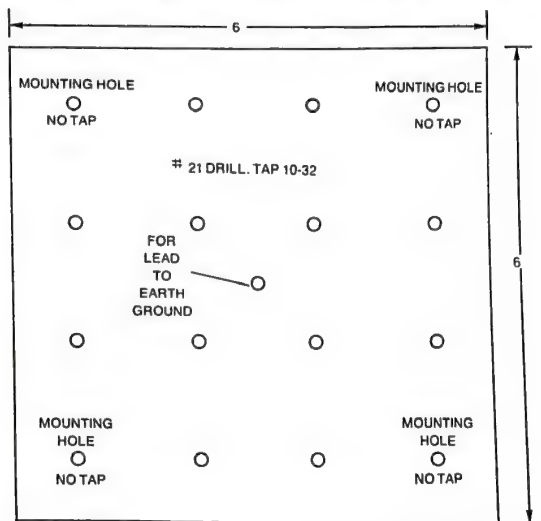 6
MOUNTING HOLE
NO TAP
MOUNTING HOLE
NO TAP
# 21 DRILL. TAP 10-32
FOR
LEAD
TO
EARTH
GROUND
6
MOUNTING
HOLE
NO TAP
MOUNTING
HOLE
NO TAP